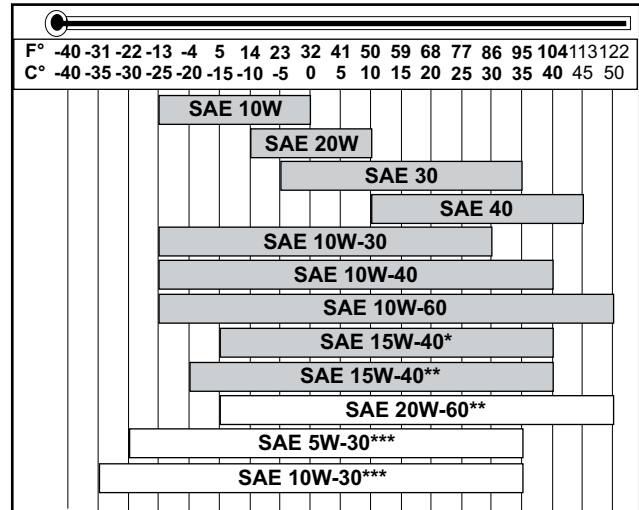 F° -40 -31 -22 -13 -4 5 14 23 32 41 50 59 68 77 86 95 104 113 122
C° -40 -35 -30 -25 -20 -15 -10 -5 0 5 10 15 20 25 30 35 40 45 50
SAE 10W
SAE 20W
SAE 30
SAE 40
SAE 10W-30
SAE 10W-40
SAE 10W-60
SAE 15W-40*
SAE 15W-40**
SAE 20W-60**
SAE 5W-30***
SAE 10W-30***